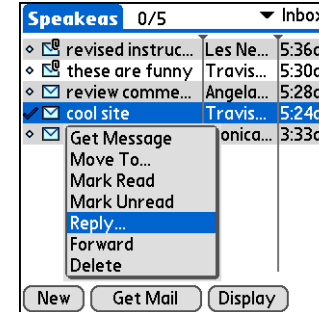 Speakeas 0/5 Inbox
revised instruc... Les Ne... 5:36
these are funny Travis... 5:30
review comme... Angela... 5:28
cool site Travis... 5:24
onica... 3:33
Get Message
Move To...
Mark Read
Mark Unread
Reply...
Forward
Delete
New Get Mail Display